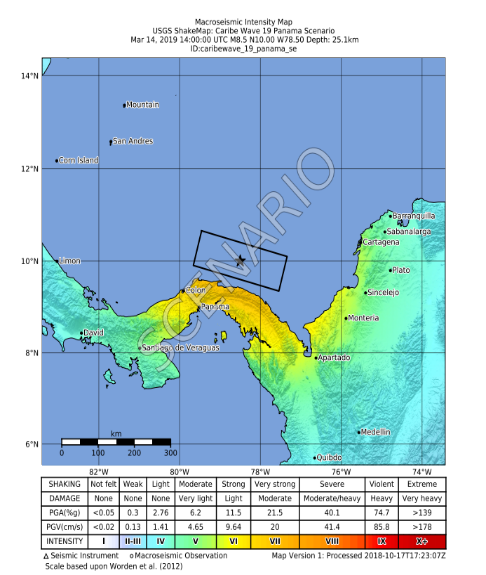 Macroseismic Intensity Map
USGS ShakeMap: Caribe Wave 19 Panama Scenario
Mar 14, 2019 14:00:00 UTC M8.5 N10.00 W78.50 Depth: 25.1km
ID:caribewave_19_panama_se
14°N
Mountain
San Andres
Corn Island
12°N
SCENARIO
Barranquilla
Sabanalarga
Cartagena
Limon
10°N
Plato
Colon
Sincelejo
Panama
Monteria
David
Santiago de Veraguas
8°N
Apartado
km
Medellin
0 100 200 300
6°N
Quibdo
82°W 80°W 78°W 76°W 74°W
SHAKING Not felt Weak Light Moderate Strong Very strong Severe Violent Extreme
DAMAGE None None None Very light Light Moderate Moderate/heavy Heavy Very heavy
PGA(%g) <0.05 0.3 2.76 6.2 11.5 21.5 40.1 74.7 >139
PGV(cm/s) <0.02 0.13 1.41 4.65 9.64 20 41.4 85.8 >178
INTENSITY I II-III IV V VI VII VIII IX X+
Δ Seismic Instrument o Macroseismic Observation Map Version 1: Processed 2018-10-17T17:23:07Z
Scale based upon Worden et al. (2012)